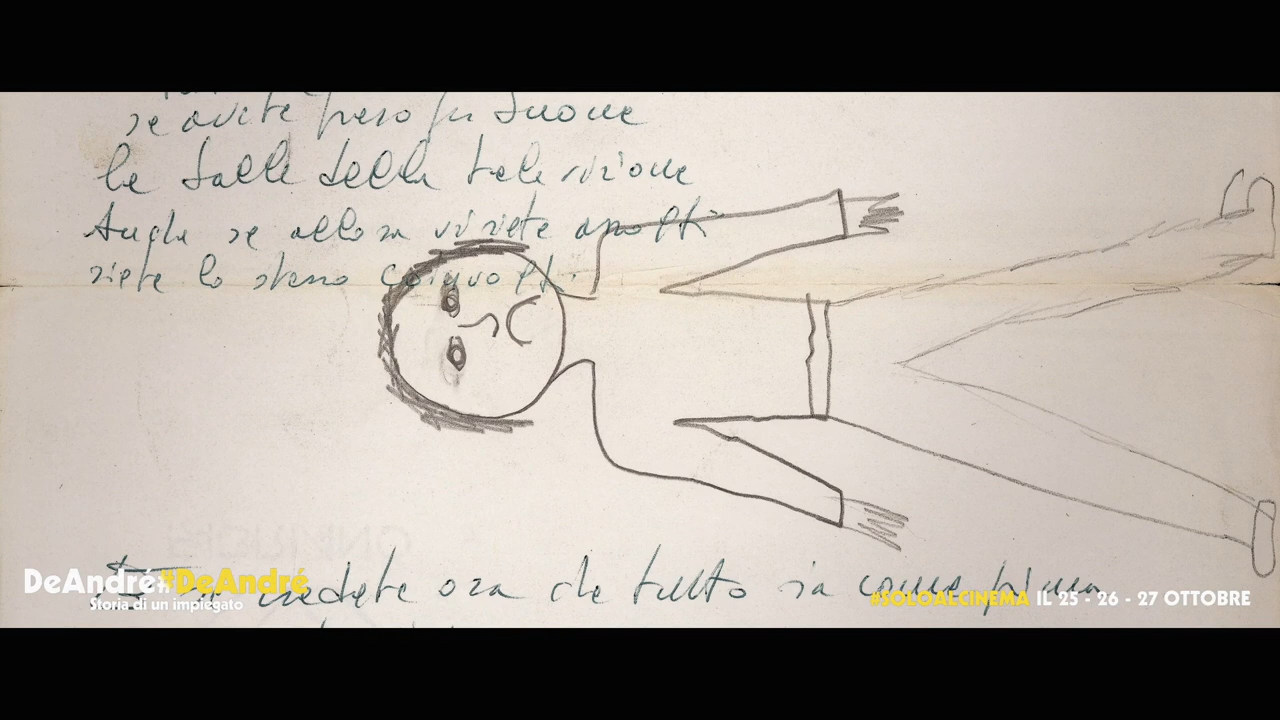 se avete preso per buone
le balle della televisione
anche se allora vi siete assolti
siete lo stesso coinvolti.
credete ora che tutto sia come prima
DeAndré#DeAndré
Storia di un impiegato
#SOLOALCINEMA IL 25 - 26 - 27 OTTOBRE